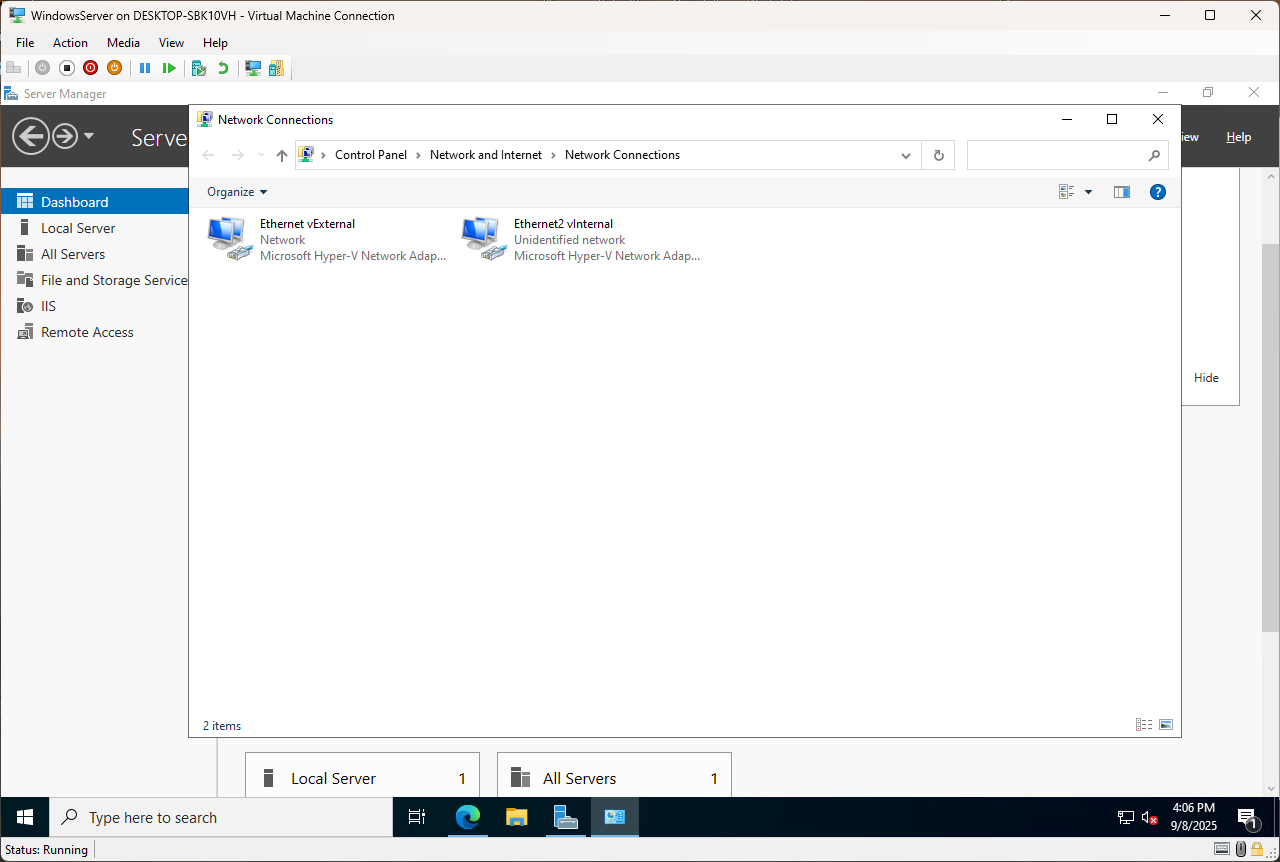 WindowsServer on DESKTOP-SBK10VH - Virtual Machine Connection
File Action Media View Help
Server Manager
Network Connections
Serve
iew Help
Control Panel > Network and Internet > Network Connections
Organize
Dashboard
Local Server
All Servers
File and Storage Service
IIS
Remote Access
Ethernet vExternal
Network
Microsoft Hyper-V Network Adap...
Ethernet2 vInternal
Unidentified network
Microsoft Hyper-V Network Adap...
Hide
2 items
Local Server 1
All Servers 1
Type here to search
4:06 PM
9/8/2025
1
Status: Running